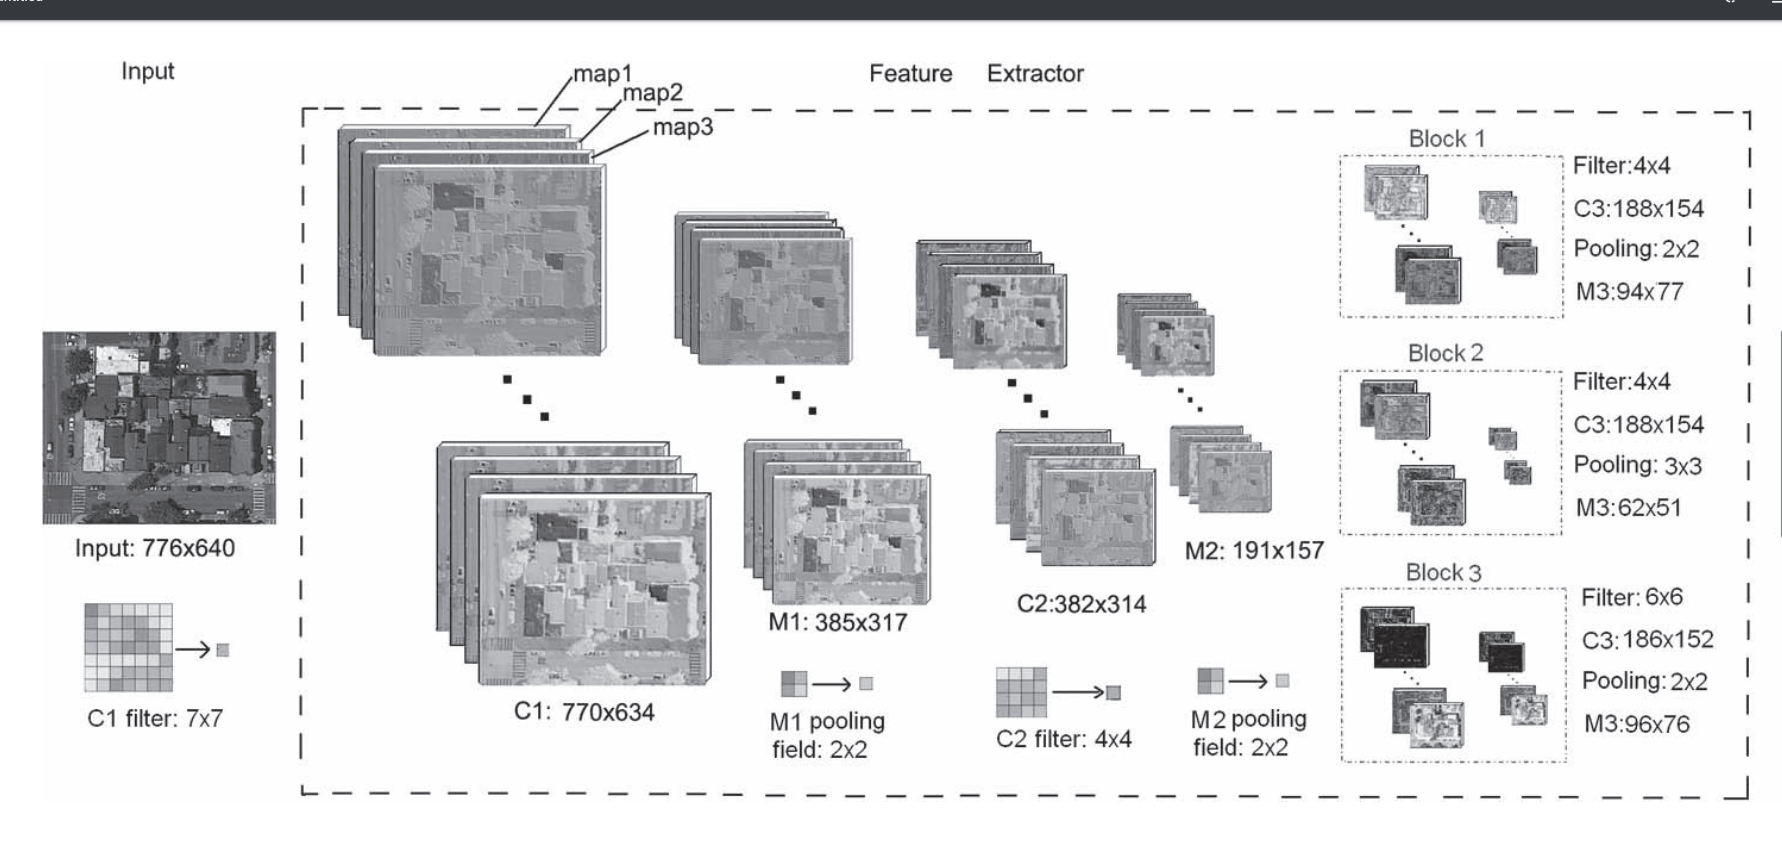 Input
Feature Extractor
map1
map2
map3
Input: 776x640
C1 filter: 7x7
C1: 770x634
M1: 385x317
M1 pooling
field: 2x2
C2:382x314
C2 filter: 4x4
M2: 191x157
M2 pooling
field: 2x2
Block 1
Filter:4x4
C3:188x154
Pooling: 2x2
M3:94x77
Block 2
Filter:4x4
C3:188x154
Pooling: 3x3
M3:62x51
Block 3
Filter: 6x6
C3:186x152
Pooling: 2x2
M3:96x76